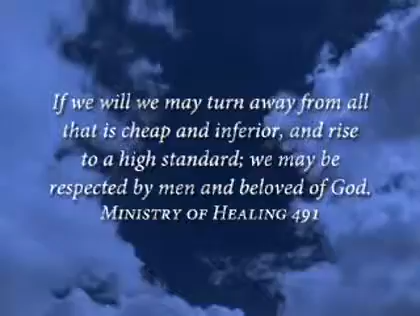 If we will we may turn away from all
that is cheap and inferior, and rise
to a high standard; we may be
respected by men and beloved of God.
MINISTRY OF HEALING 491